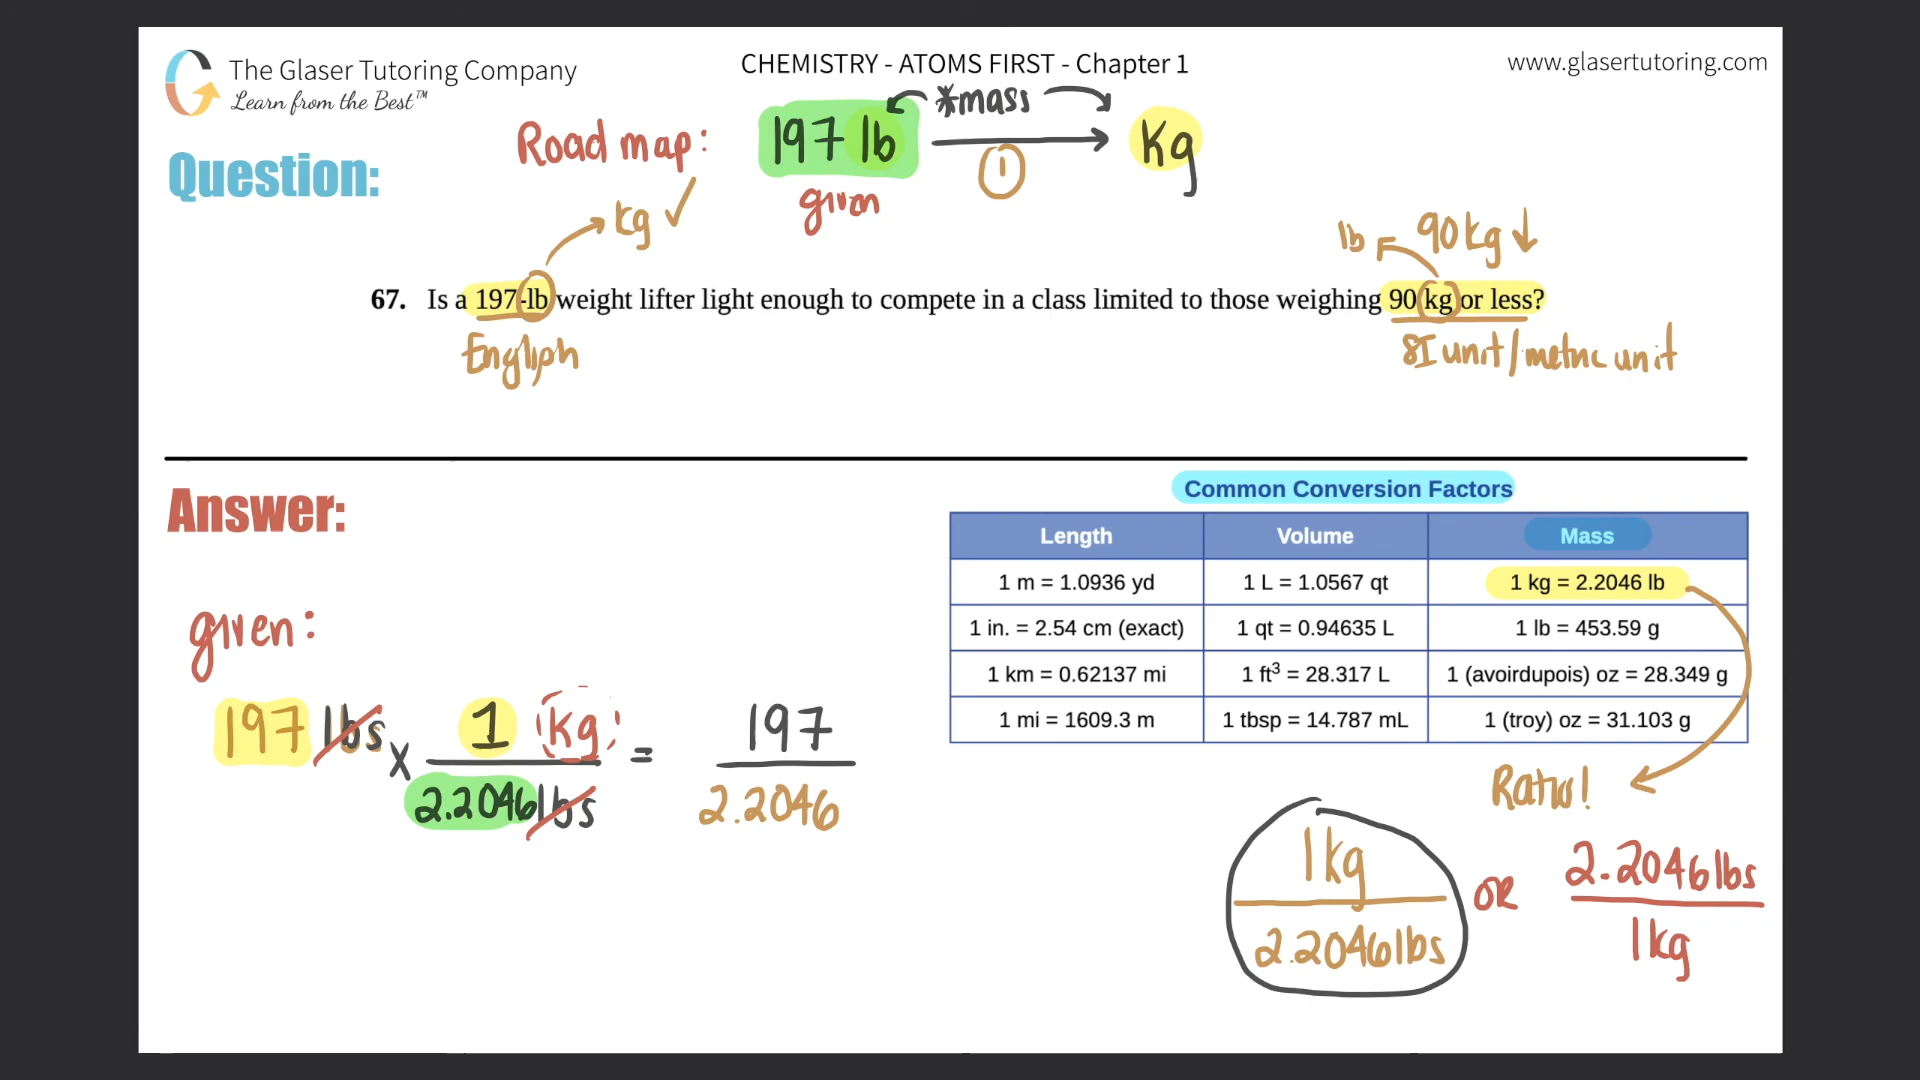 The Glaser Tutoring Company
Learn from the Best™
CHEMISTRY - ATOMS FIRST - Chapter 1
www.glasertutoring.com
*mass
Road map: 197 lb Kg
1
given
Question:
kg ✓
lb 90kg ↓
67. Is a 197-lb weight lifter light enough to compete in a class limited to those weighing 90 kg or less?
English
SI unit/metric unit
Answer:
Common Conversion Factors
Length Volume Mass
1 m = 1.0936 yd 1 L = 1.0567 qt 1 kg = 2.2046 lb
1 in. = 2.54 cm (exact) 1 qt = 0.94635 L 1 lb = 453.59 g
1 km = 0.62137 mi 1 ft³ = 28.317 L 1 (avoirdupois) oz = 28.349 g
1 mi = 1609.3 m 1 tbsp = 14.787 mL 1 (troy) oz = 31.103 g
given:
197 lbs x 1 kg = 197
2.2046lbs 2.2046
Ratio!
1kg OR 2.2046lbs
2.2046lbs 1kg